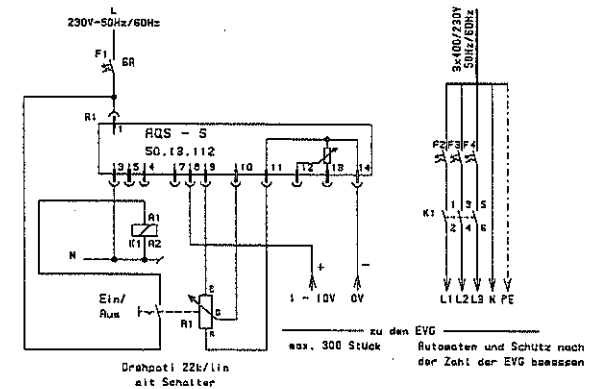 L
230V-50Hz/60Hz
F1
6A
R1
1
AQS - S
50.13.112
3 5 4 7 8 9 10 11 12 13 14
A1
K1 A2
N
+
-
1 - 10V 0V
Ein/
Aus
E
S
A
R1
Drehpoti 22k/lin
mit Schalter
zu den EVG
max. 300 Stück
3x400/230V
50Hz/60Hz
F2 F3 F4
K1
1 3 5
2 4 6
L1 L2 L3 N PE
Automaten und Schütz nach
der Zahl der EVG bemessen